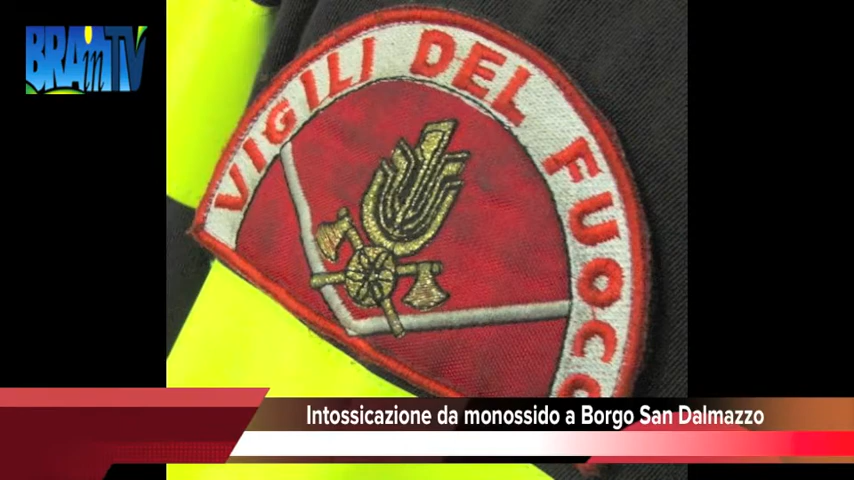 BRAinTV
VIGILI DEL FUOCO
Intossicazione da monossido a Borgo San Dalmazzo